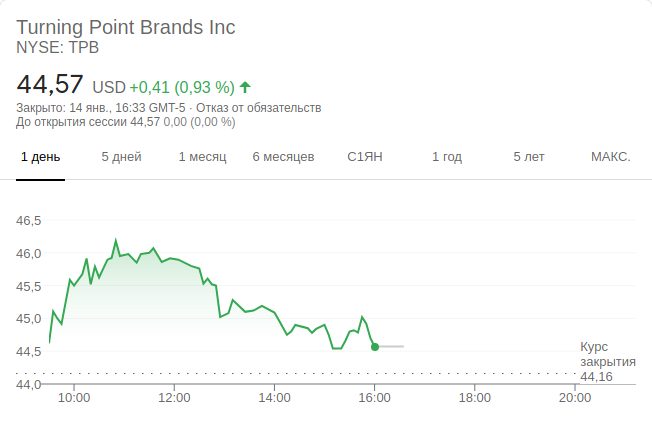 Turning Point Brands Inc
NYSE: TPB
44,57 USD +0,41 (0,93 %)
Закрыто: 14 янв., 16:33 GMT-5 · Отказ от обязательств
До открытия сессии 44,57 0,00 (0,00 %)
1 день 5 дней 1 месяц 6 месяцев С1ЯН 1 год 5 лет МАКС.
46,5
46,0
45,5
45,0
44,5
Курс
закрытия
44,16
44,0
10:00 12:00 14:00 16:00 18:00 20:00